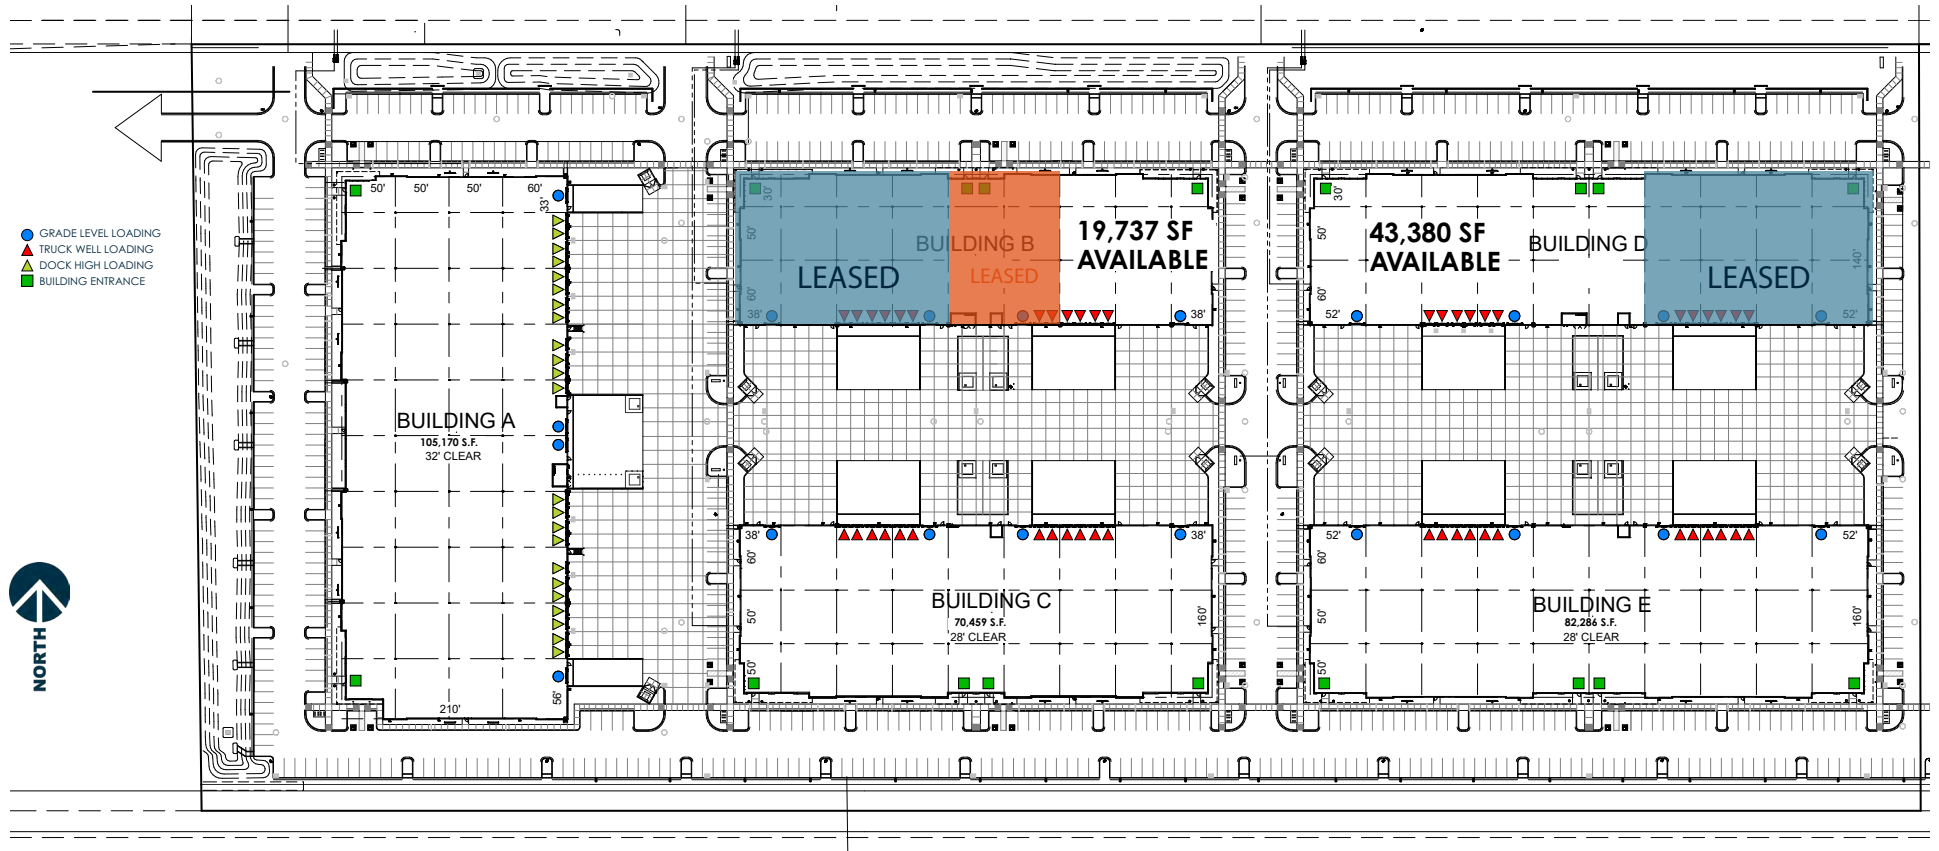 GRADE LEVEL LOADING
TRUCK WELL LOADING
DOCK HIGH LOADING
BUILDING ENTRANCE
NORTH
50'
50'
50'
60'
33'
BUILDING A
105,170 S.F.
32' CLEAR
210'
56'
30'
50'
60'
38'
BUILDING B
LEASED
LEASED
19,737 SF
AVAILABLE
38'
30'
50'
60'
52'
43,380 SF
AVAILABLE
BUILDING D
LEASED
140'
52'
38'
60'
50'
50'
BUILDING C
70,459 S.F.
28' CLEAR
38'
160'
52'
60'
50'
50'
BUILDING E
82,286 S.F.
28' CLEAR
52'
160'